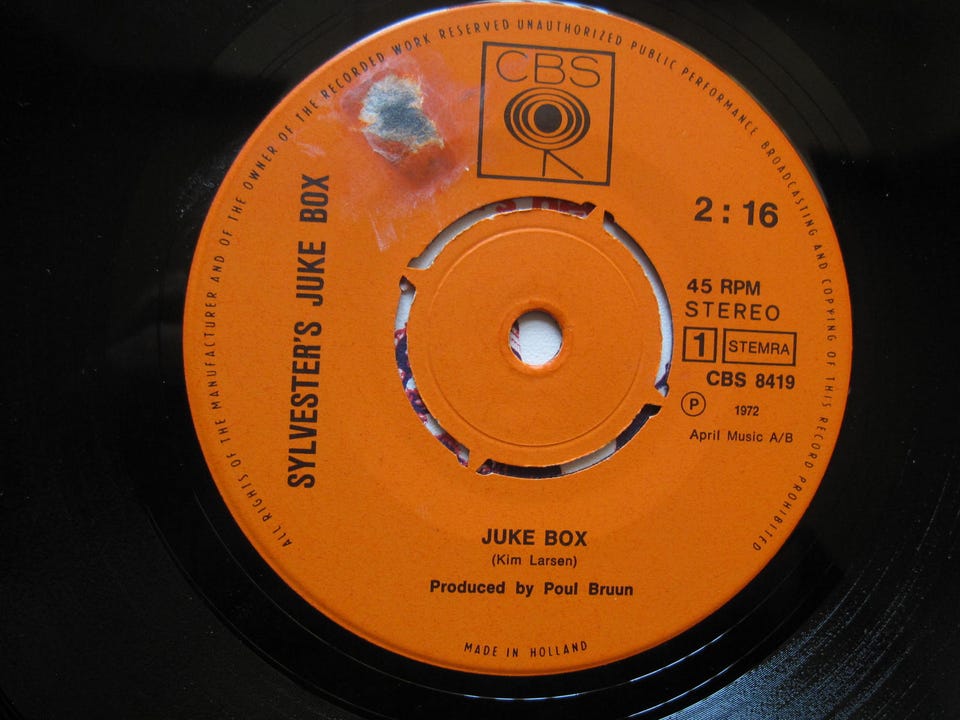 ALL RIGHTS OF THE MANUFACTURER AND OF THE OWNER OF THE RECORDED WORK RESERVED UNAUTHORIZED PUBLIC PERFORMANCE BROADCASTING AND COPYING OF THIS RECORD PROHIBITED
CBS
SYLVESTER'S JUKE BOX
2:16
45 RPM
STEREO
1 STEMRA
CBS 8419
P 1972
April Music A/B
JUKE BOX
(Kim Larsen)
Produced by Poul Bruun
MADE IN HOLLAND